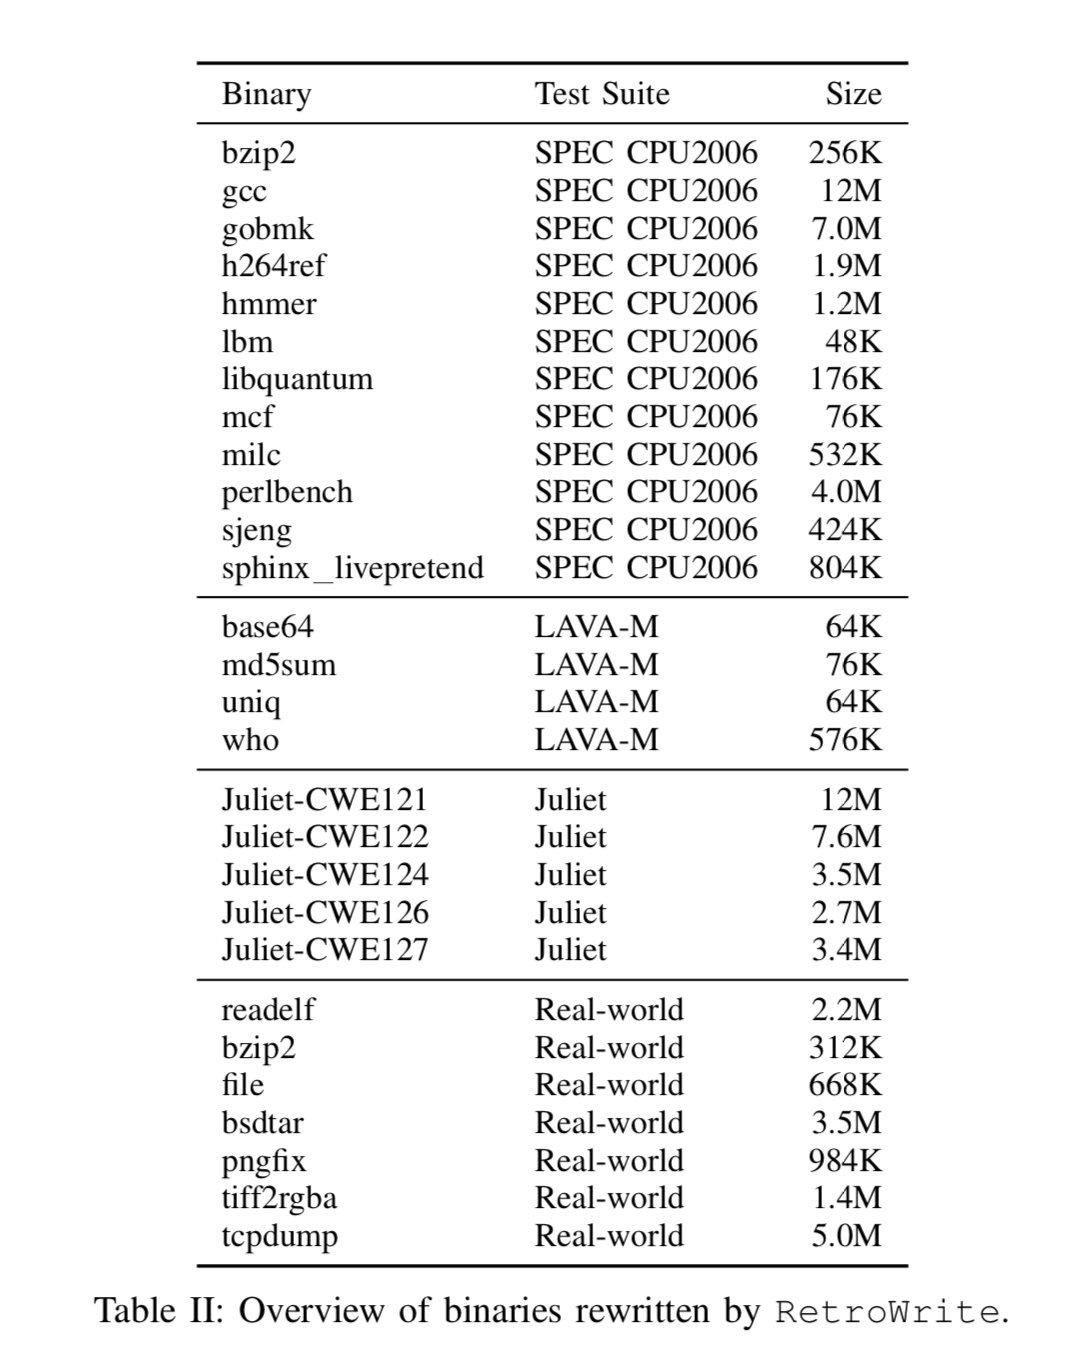 Binary Test Suite Size
bzip2 SPEC CPU2006 256K
gcc SPEC CPU2006 12M
gobmk SPEC CPU2006 7.0M
h264ref SPEC CPU2006 1.9M
hmmer SPEC CPU2006 1.2M
lbm SPEC CPU2006 48K
libquantum SPEC CPU2006 176K
mcf SPEC CPU2006 76K
milc SPEC CPU2006 532K
perlbench SPEC CPU2006 4.0M
sjeng SPEC CPU2006 424K
sphinx_livepretend SPEC CPU2006 804K
base64 LAVA-M 64K
md5sum LAVA-M 76K
uniq LAVA-M 64K
who LAVA-M 576K
Juliet-CWE121 Juliet 12M
Juliet-CWE122 Juliet 7.6M
Juliet-CWE124 Juliet 3.5M
Juliet-CWE126 Juliet 2.7M
Juliet-CWE127 Juliet 3.4M
readelf Real-world 2.2M
bzip2 Real-world 312K
file Real-world 668K
bsdtar Real-world 3.5M
pngfix Real-world 984K
tiff2rgba Real-world 1.4M
tcpdump Real-world 5.0M
Table II: Overview of binaries rewritten by RetroWrite.